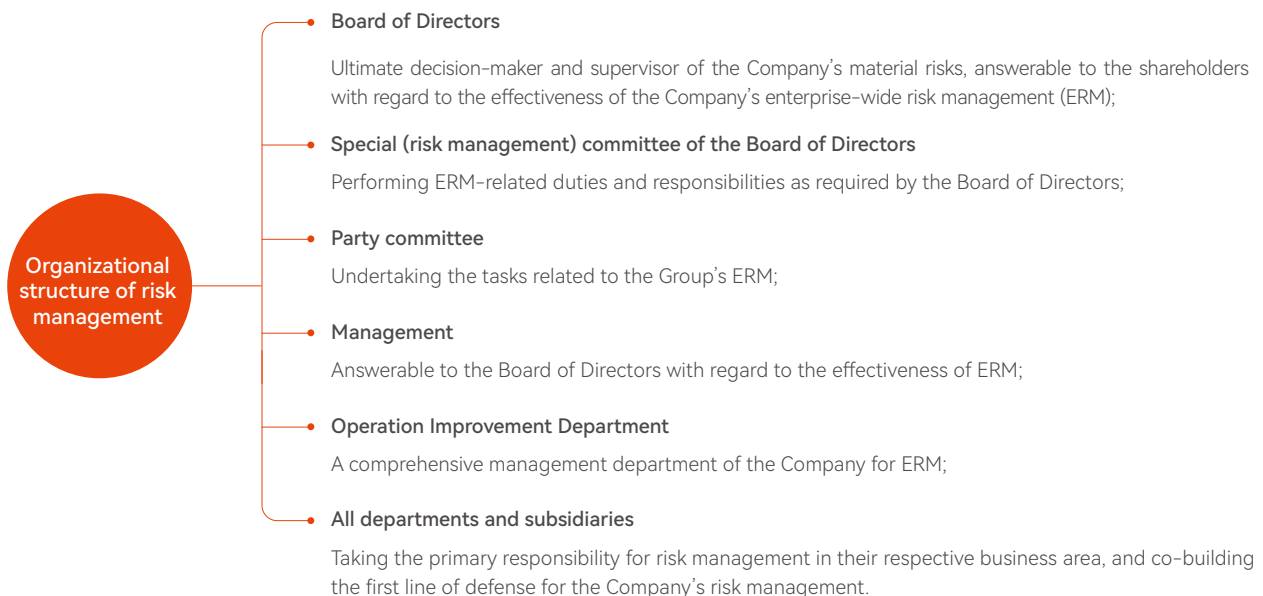 Organizational
structure of risk
management
Board of Directors
Ultimate decision-maker and supervisor of the Company's material risks, answerable to the shareholders
with regard to the effectiveness of the Company's enterprise-wide risk management (ERM);
Special (risk management) committee of the Board of Directors
Performing ERM-related duties and responsibilities as required by the Board of Directors;
Party committee
Undertaking the tasks related to the Group's ERM;
Management
Answerable to the Board of Directors with regard to the effectiveness of ERM;
Operation Improvement Department
A comprehensive management department of the Company for ERM;
All departments and subsidiaries
Taking the primary responsibility for risk management in their respective business area, and co-building
the first line of defense for the Company's risk management.